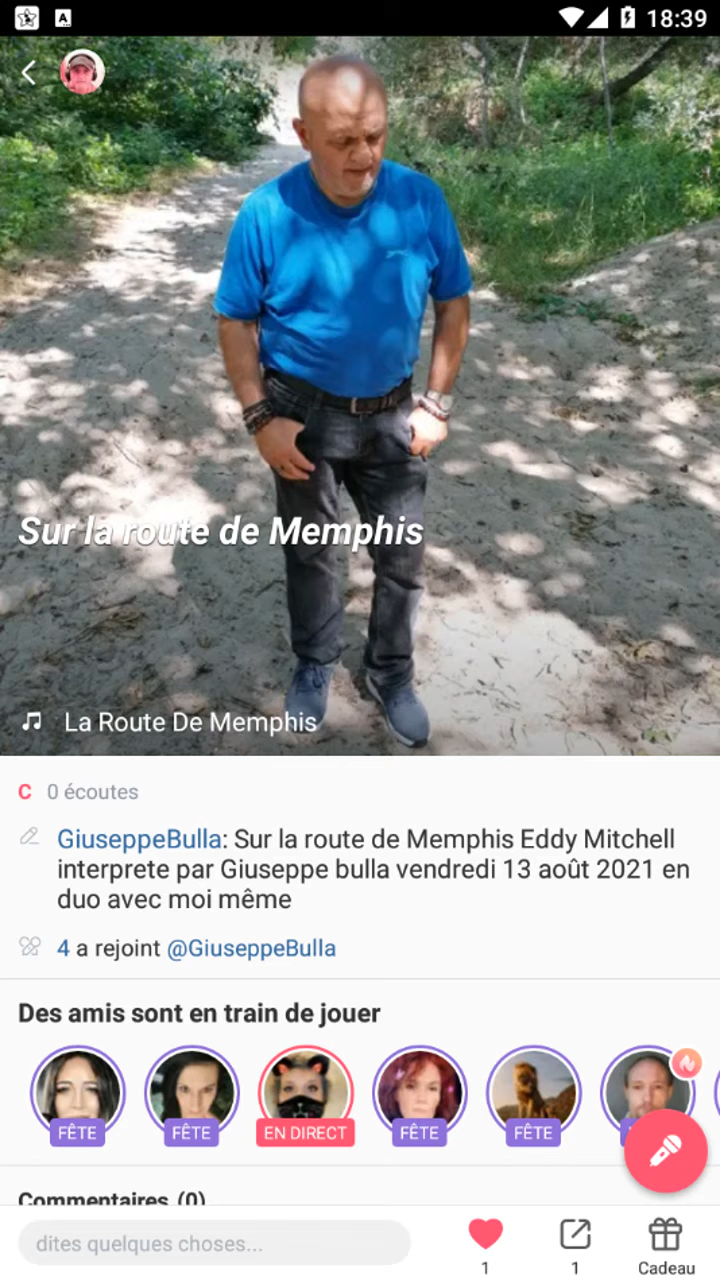 A
18:39
Sur la route de Memphis
La Route De Memphis
C 0 écoutes
GiuseppeBulla: Sur la route de Memphis Eddy Mitchell
interprete par Giuseppe bulla vendredi 13 août 2021 en
duo avec moi même
4 a rejoint @GiuseppeBulla
Des amis sont en train de jouer
FÊTE FÊTE EN DIRECT FÊTE FÊTE
Commentaires (0)
dites quelques choses...
1 1 Cadeau